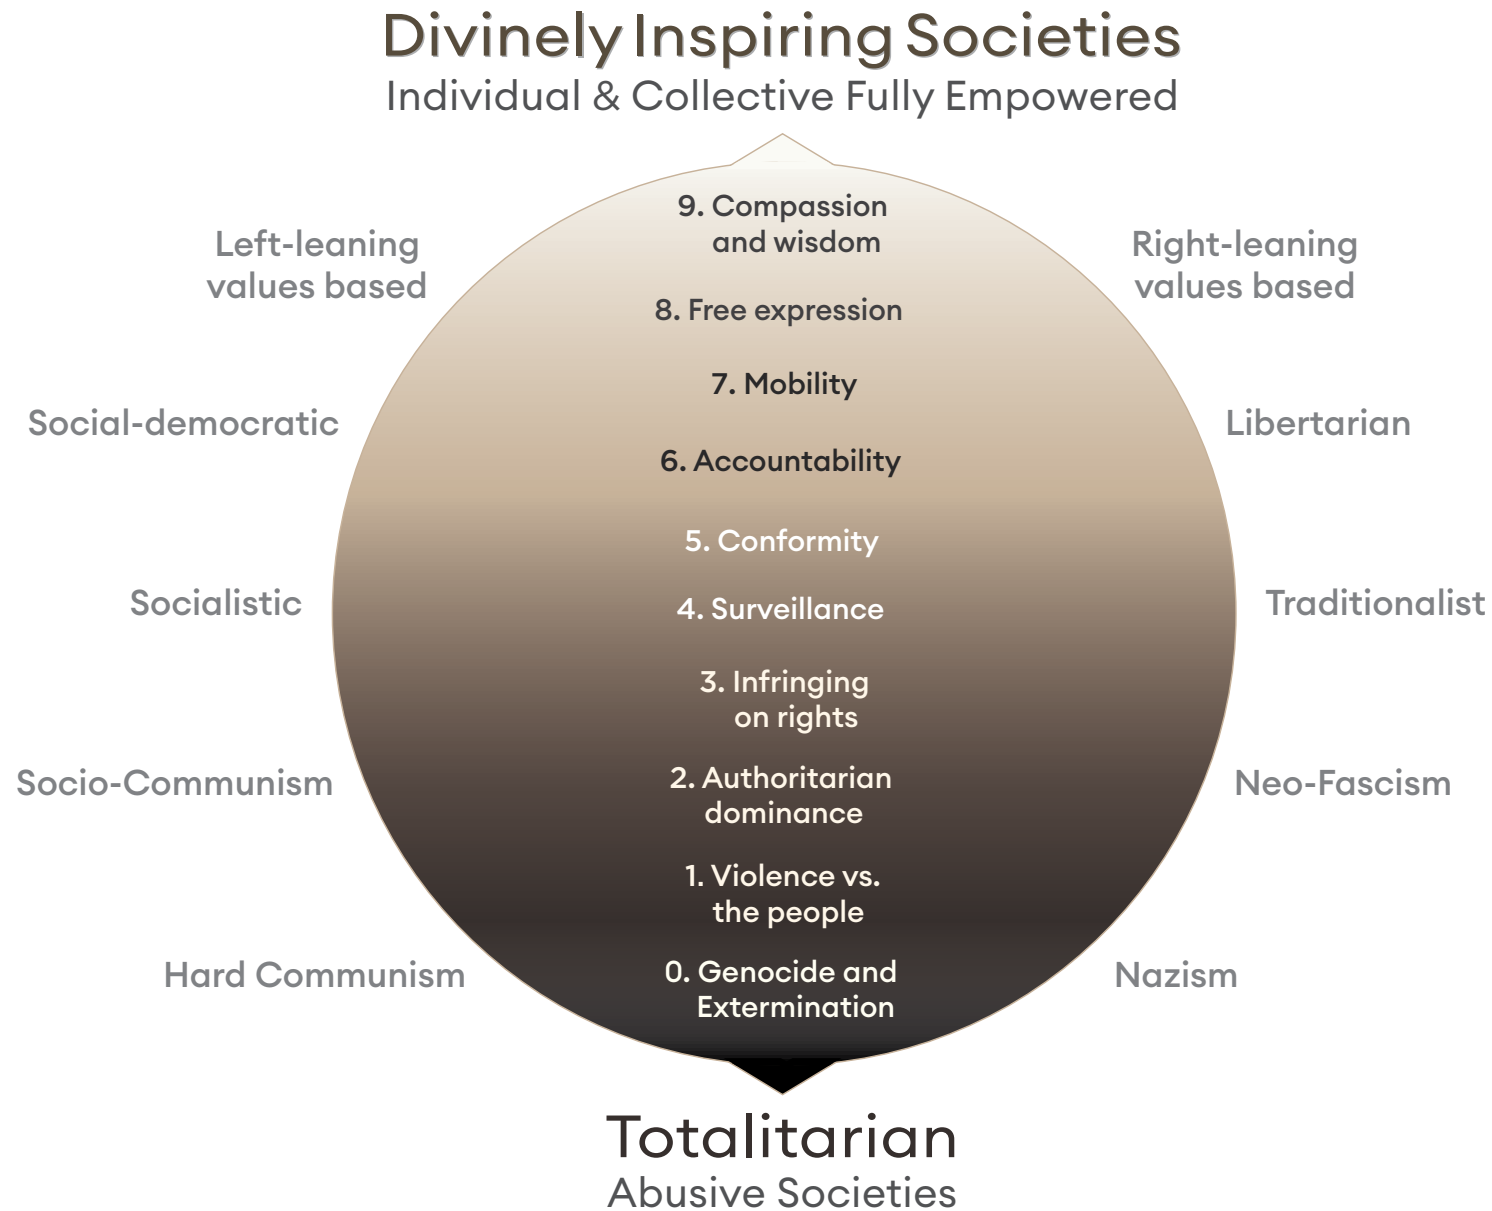 Divinely Inspiring Societies
Individual & Collective Fully Empowered
9. Compassion
and wisdom
Left-leaning
values based
Right-leaning
values based
8. Free expression
7. Mobility
Social-democratic
Libertarian
6. Accountability
5. Conformity
Socialistic
4. Surveillance
Traditionalist
3. Infringing
on rights
Socio-Communism
2. Authoritarian
dominance
Neo-Fascism
1. Violence vs.
the people
Hard Communism
0. Genocide and
Extermination
Nazism
Totalitarian
Abusive Societies